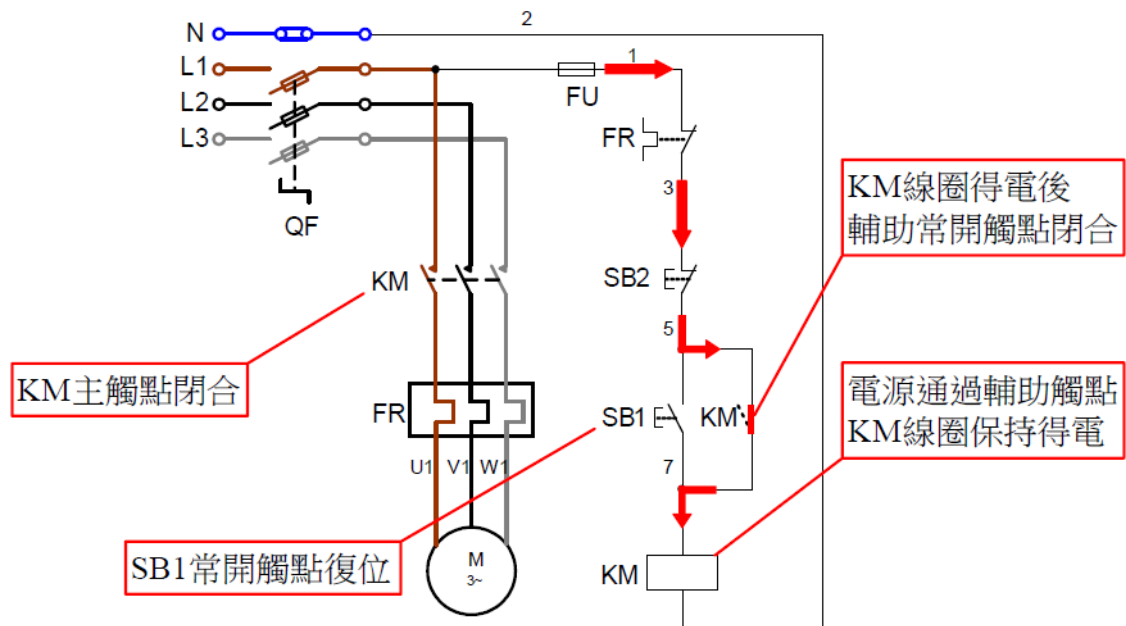 N
2
L1
1
L2
FU
L3
FR
3
QF
KM線圈得電後
輔助常開觸點閉合
KM
SB2
5
KM主觸點閉合
FR
SB1
KM
電源通過輔助觸點
KM線圈保持得電
U1
V1
W1
7
SB1常開觸點復位
M
3~
KM